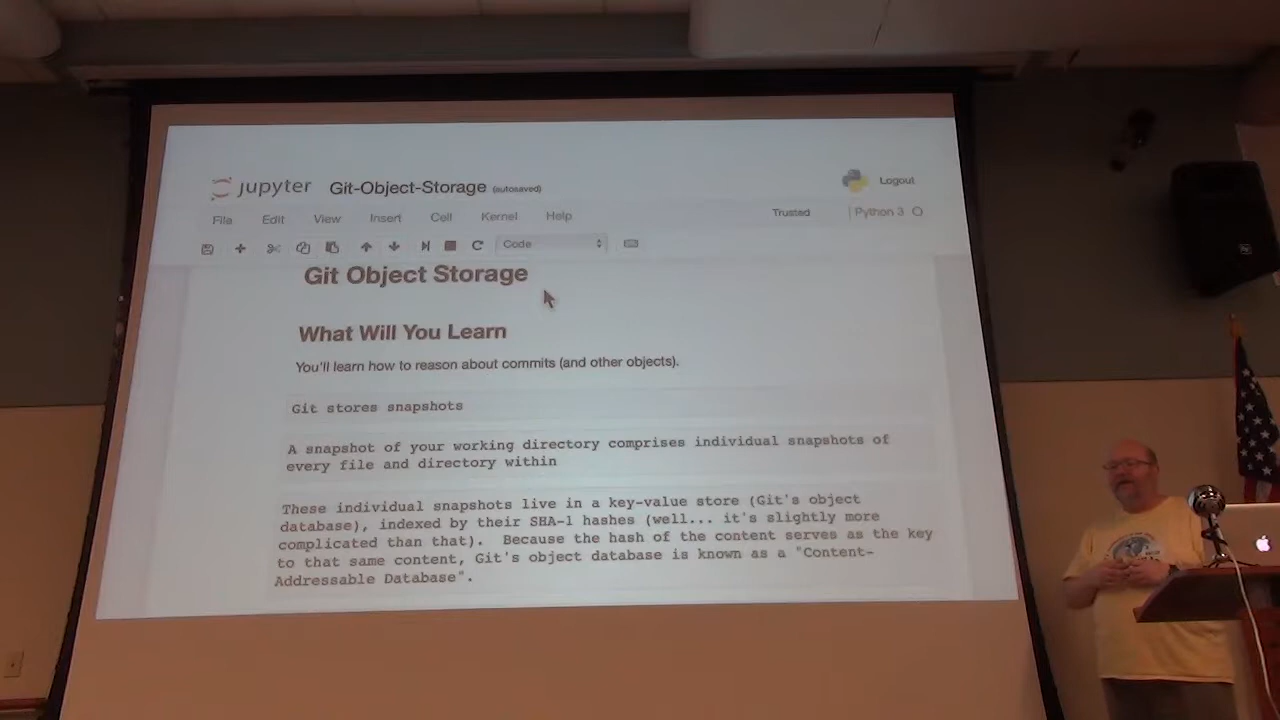 jupyter Git-Object-Storage (autosaved)
Logout
File Edit View Insert Cell Kernel Help
Trusted
Python 3
Code
Git Object Storage
What Will You Learn
You'll learn how to reason about commits (and other objects).
Git stores snapshots
A snapshot of your working directory comprises individual snapshots of
every file and directory within
These individual snapshots live in a key-value store (Git's object
database), indexed by their SHA-1 hashes (well... it's slightly more
complicated than that). Because the hash of the content serves as the key
to that same content, Git's object database is known as a "Content-
Addressable Database".